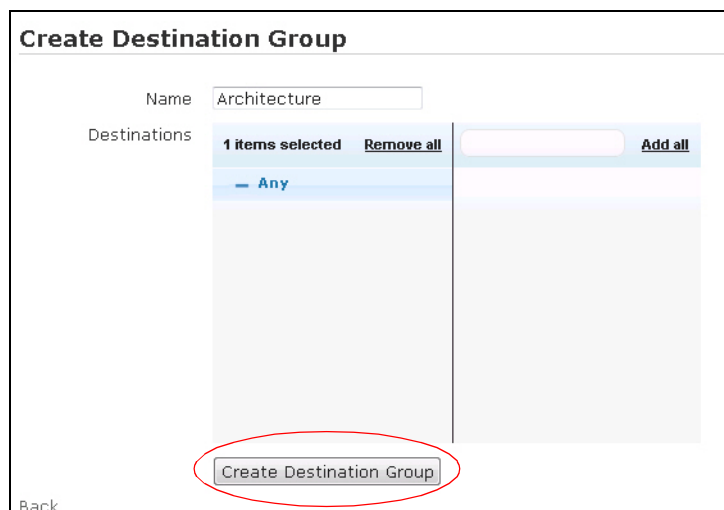 Create Destination Group
Name Architecture
Destinations 1 items selected Remove all Add all
Any
Create Destination Group
Back